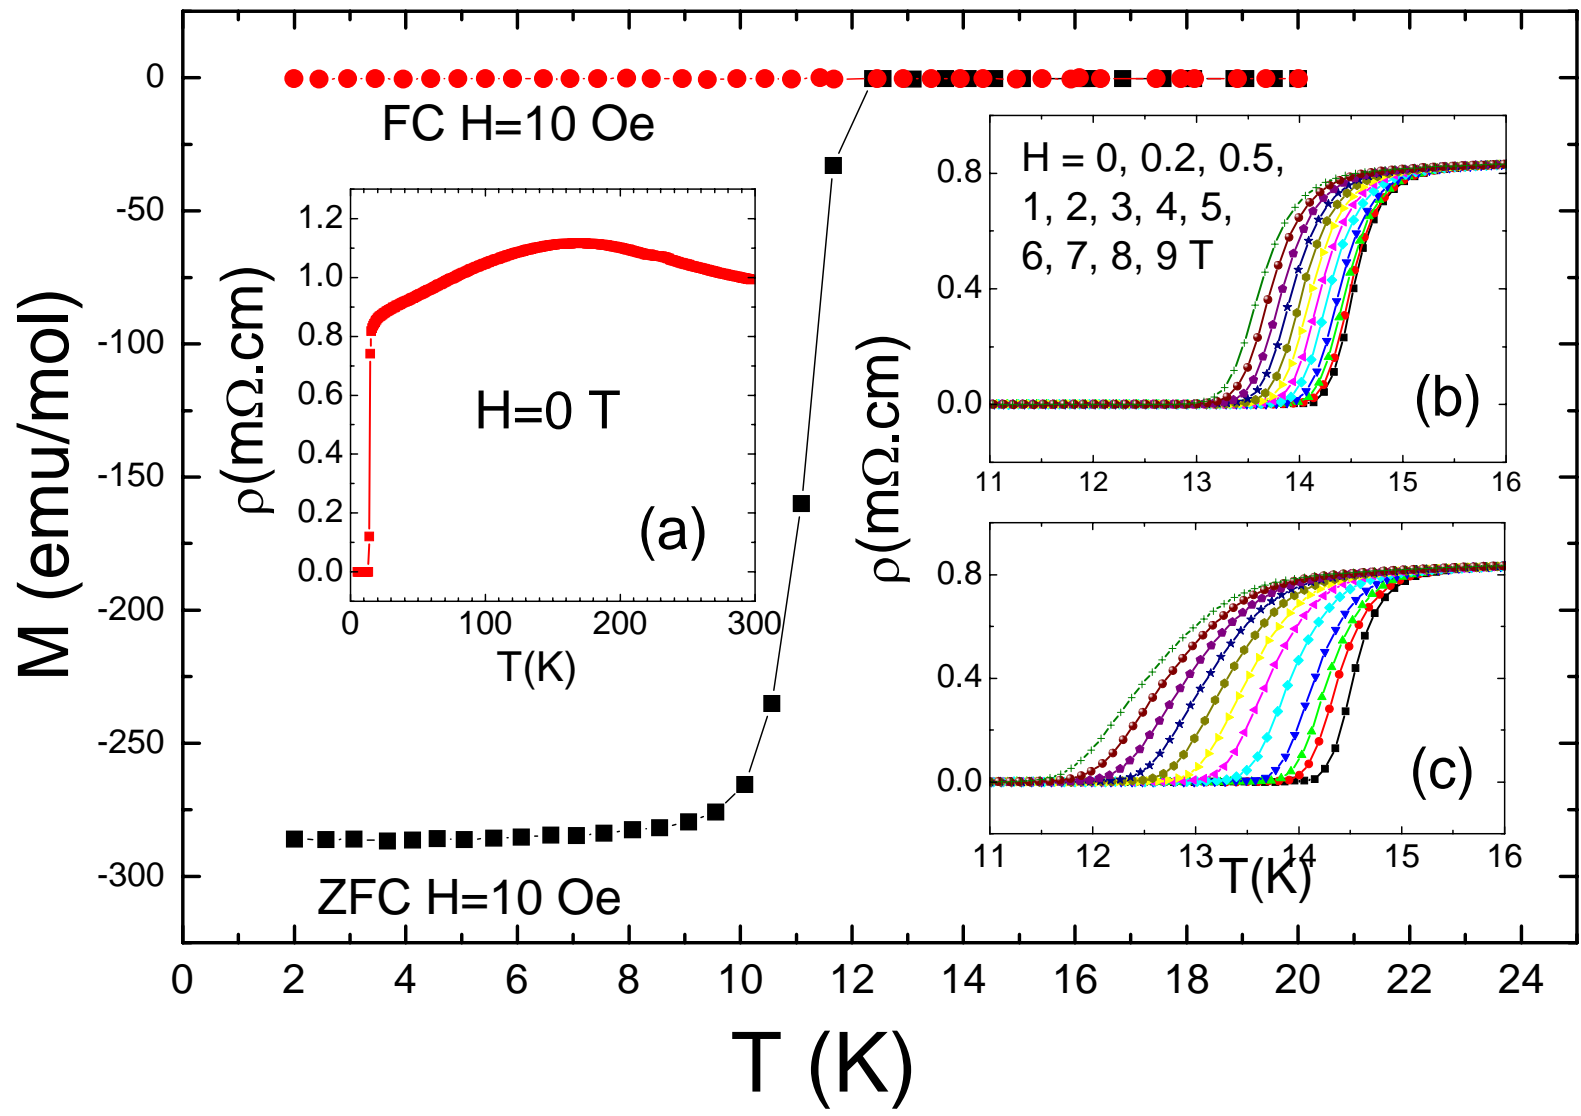 0
-50
-100
-150
-200
-250
-300
M (emu/mol)
0 2 4 6 8 10 12 14 16 18 20 22 24
T (K)
FC H=10 Oe
ZFC H=10 Oe
1.2
1.0
0.8
0.6
0.4
0.2
0.0
ρ(mΩ.cm)
H=0 T
(a)
0 100 200 300
T(K)
ρ(mΩ.cm)
0.8
0.4
0.0
H = 0, 0.2, 0.5,
1, 2, 3, 4, 5,
6, 7, 8, 9 T
(b)
11 12 13 14 15 16
0.8
0.4
0.0
(c)
11 12 13 14 15 16
T(K)